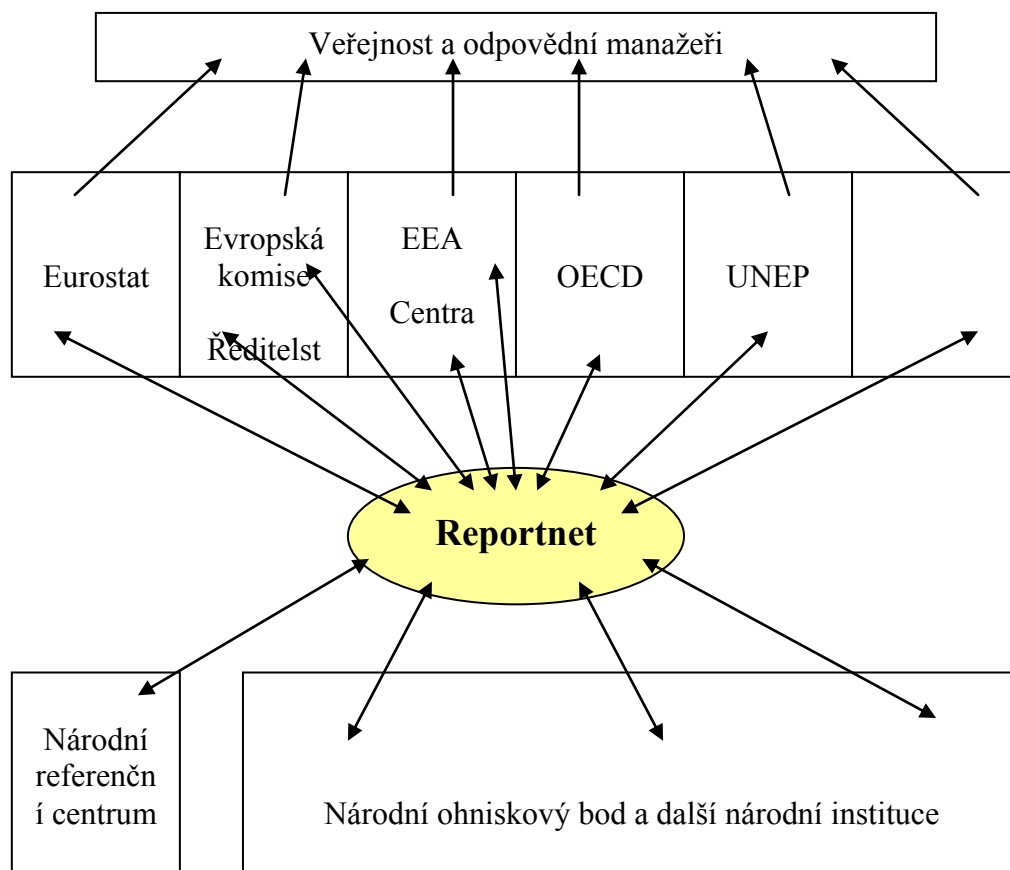 Veřejnost a odpovědní manažeři
Eurostat
Evropská
komise
Ředitelst
EEA
Centra
OECD
UNEP
Reportnet
Národní
referenčn
í centrum
Národní ohniskový bod a další národní instituce